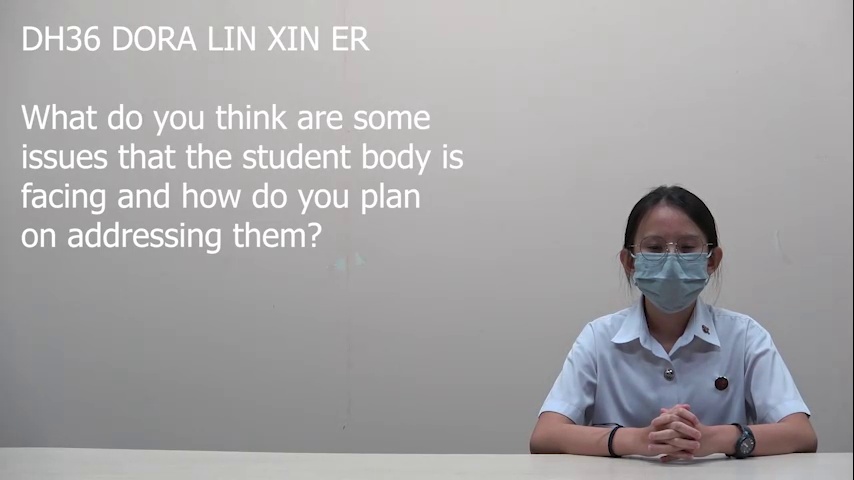 DH36 DORA LIN XIN ER
What do you think are some
issues that the student body is
facing and how do you plan
on addressing them?